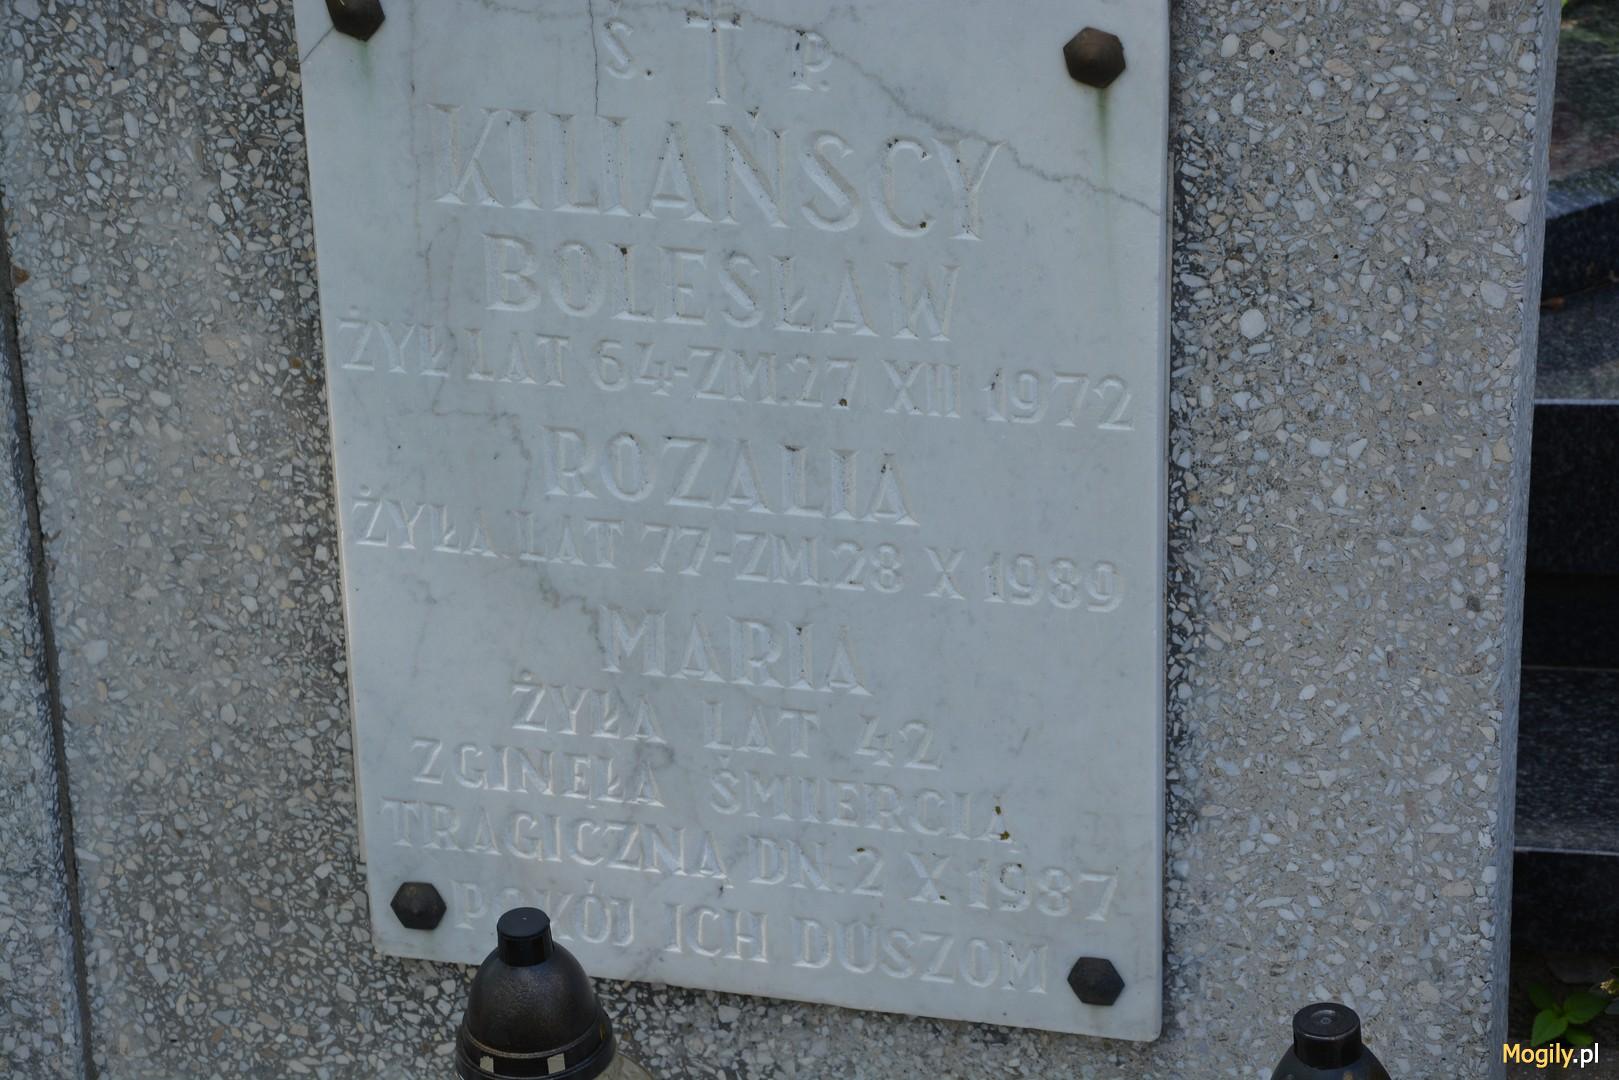 Ś. † P.
KILIAŃSCY
BOLESŁAW
ŻYŁ LAT 64-ZM.27 XII 1972
ROZALIA
ŻYŁA LAT 77-ZM.28 X 1989
MARIA
ŻYŁA LAT 42
ZGINĘŁA ŚMIERCIĄ
TRAGICZNĄ DN.2 X 1987
POKÓJ ICH DUSZOM
Mogily.pl